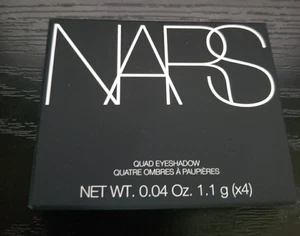 NARS
QUAD EYESHADOW
QUATRE OMBRES À PAUPIÈRES
NET WT. 0.04 Oz. 1.1 g (x4)